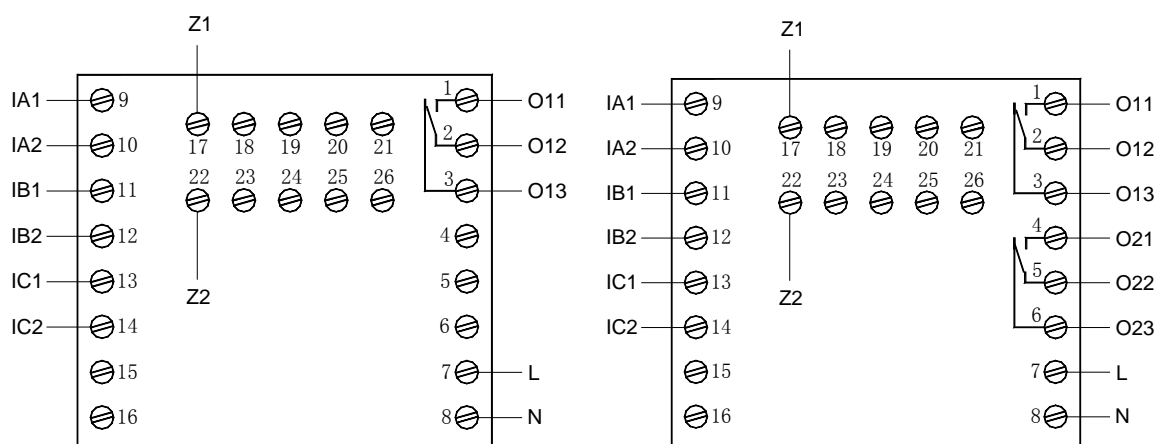 Z1
IA1 9 1 O11
17 18 19 20 21
IA2 10 2 O12
22 23 24 25 26
IB1 11 3 O13
IB2 12 4
IC1 13 5
Z2
IC2 14 6
15 7 L
16 8 N
Z1
IA1 9 1 O11
17 18 19 20 21
IA2 10 2 O12
22 23 24 25 26
IB1 11 3 O13
IB2 12 4 O21
IC1 13 5 O22
Z2
IC2 14 6 O23
15 7 L
16 8 N